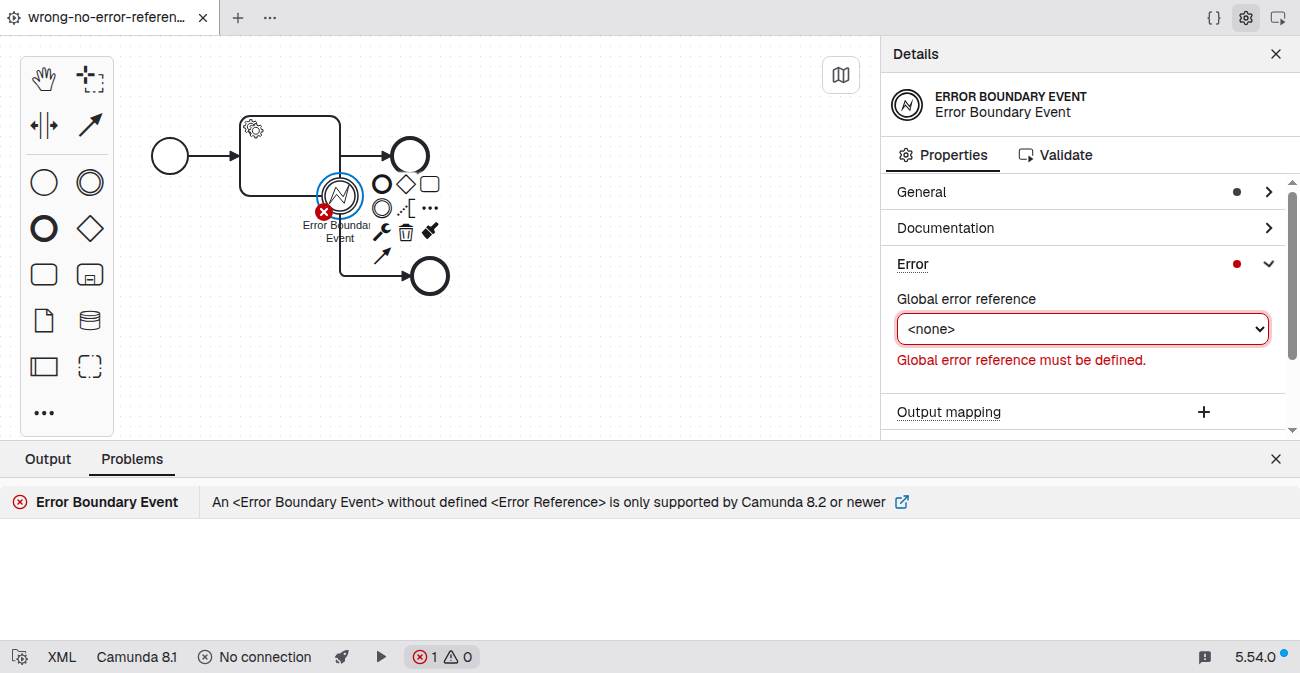 wrong-no-error-referen...
Details
ERROR BOUNDARY EVENT
Error Boundary Event
Properties
Validate
General
Documentation
Error
Global error reference
<none>
Global error reference must be defined.
Output mapping
Error Boundar
Event
Output
Problems
Error Boundary Event
An <Error Boundary Event> without defined <Error Reference> is only supported by Camunda 8.2 or newer
XML
Camunda 8.1
No connection
1
0
5.54.0